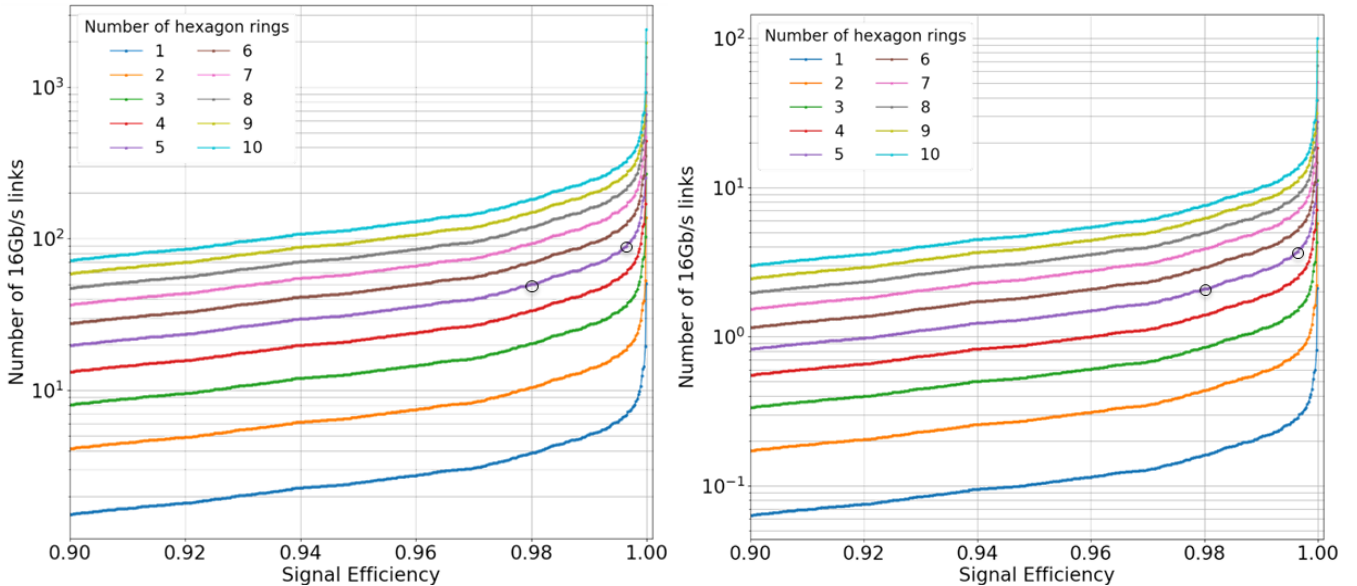 Number of hexagon rings
1 6
2 7
3 8
4 9
5 10
10³
10²
10¹
Number of 16Gb/s links
0.90 0.92 0.94 0.96 0.98 1.00
Signal Efficiency
Number of hexagon rings
1 6
2 7
3 8
4 9
5 10
10²
10¹
10⁰
10⁻¹
Number of 16Gb/s links
0.90 0.92 0.94 0.96 0.98 1.00
Signal Efficiency